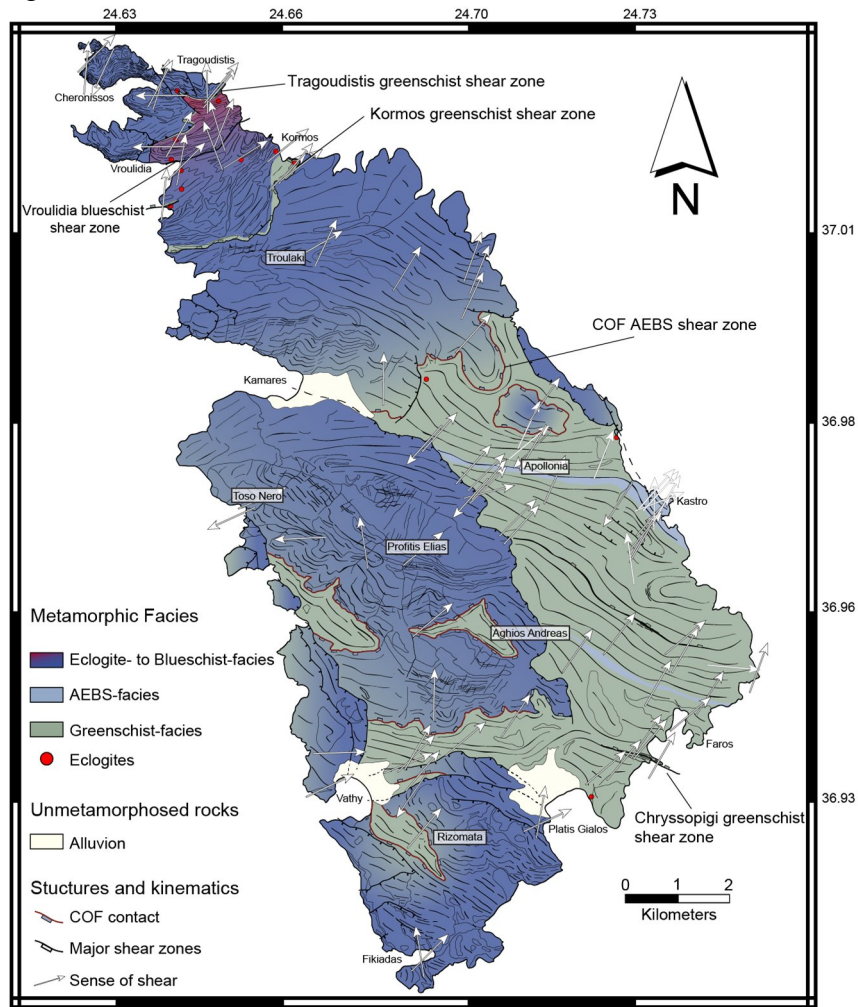 24.63
24.66
24.70
24.73
Tragoudistis
Tragoudistis greenschist shear zone
Cheronissos
Kormos greenschist shear zone
Kormos
Vroulidia
N
Vroulidia blueschist
shear zone
37.01
Troulaki
COF AEBS shear zone
Kamares
36.98
Apollonia
Toso Nero
Kastro
Profitis Elias
36.96
Metamorphic Facies
Aghios Andreas
Eclogite- to Blueschist-facies
AEBS-facies
Greenschist-facies
Eclogites
Faros
36.93
Unmetamorphosed rocks
Vathy
Chryssopigi greenschist
shear zone
Alluvion
Platis Gialos
Rizomata
Stuctures and kinematics
0 1 2
Kilometers
COF contact
Major shear zones
Fikiadas
Sense of shear